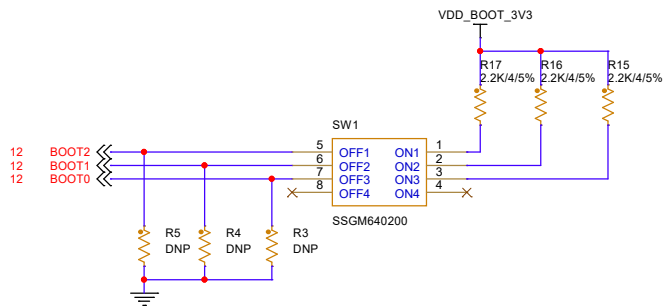 VDD_BOOT_3V3
R17
2.2K/4/5%
R16
2.2K/4/5%
R15
2.2K/4/5%
SW1
12 BOOT2 5 OFF1 ON1 1
12 BOOT1 6 OFF2 ON2 2
12 BOOT0 7 OFF3 ON3 3
8 OFF4 ON4 4
SSGM640200
R5
DNP
R4
DNP
R3
DNP